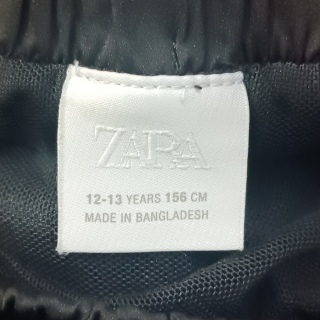 ZARA
12-13 YEARS 156 CM
MADE IN BANGLADESH